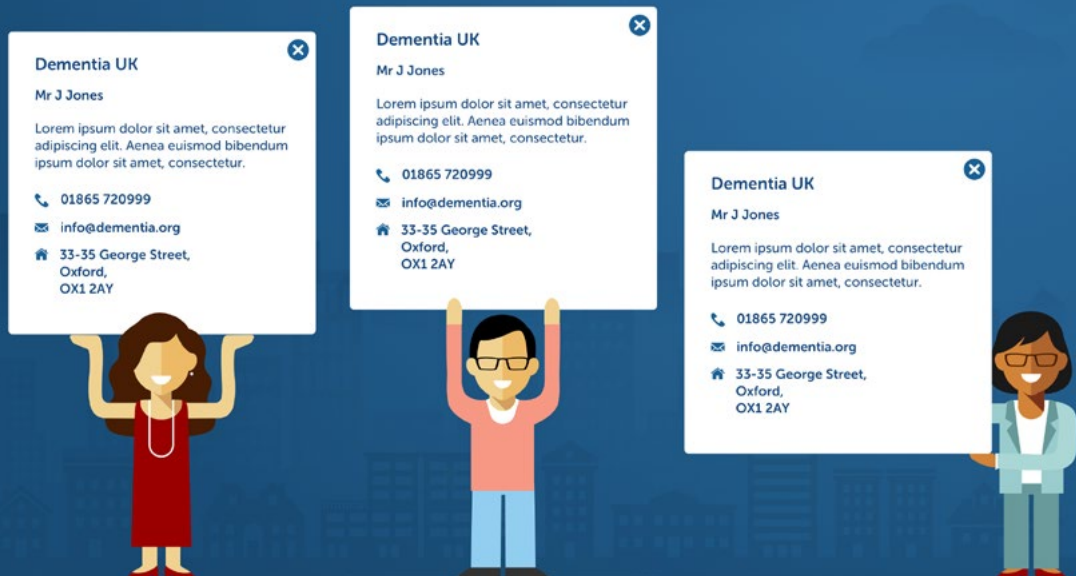 Dementia UK
Mr J Jones
Lorem ipsum dolor sit amet, consectetur
adipiscing elit. Aenea euismod bibendum
ipsum dolor sit amet, consectetur.
01865 720999
info@dementia.org
33-35 George Street,
Oxford,
OX1 2AY
Dementia UK
Mr J Jones
Lorem ipsum dolor sit amet, consectetur
adipiscing elit. Aenea euismod bibendum
ipsum dolor sit amet, consectetur.
01865 720999
info@dementia.org
33-35 George Street,
Oxford,
OX1 2AY
Dementia UK
Mr J Jones
Lorem ipsum dolor sit amet, consectetur
adipiscing elit. Aenea euismod bibendum
ipsum dolor sit amet, consectetur.
01865 720999
info@dementia.org
33-35 George Street,
Oxford,
OX1 2AY